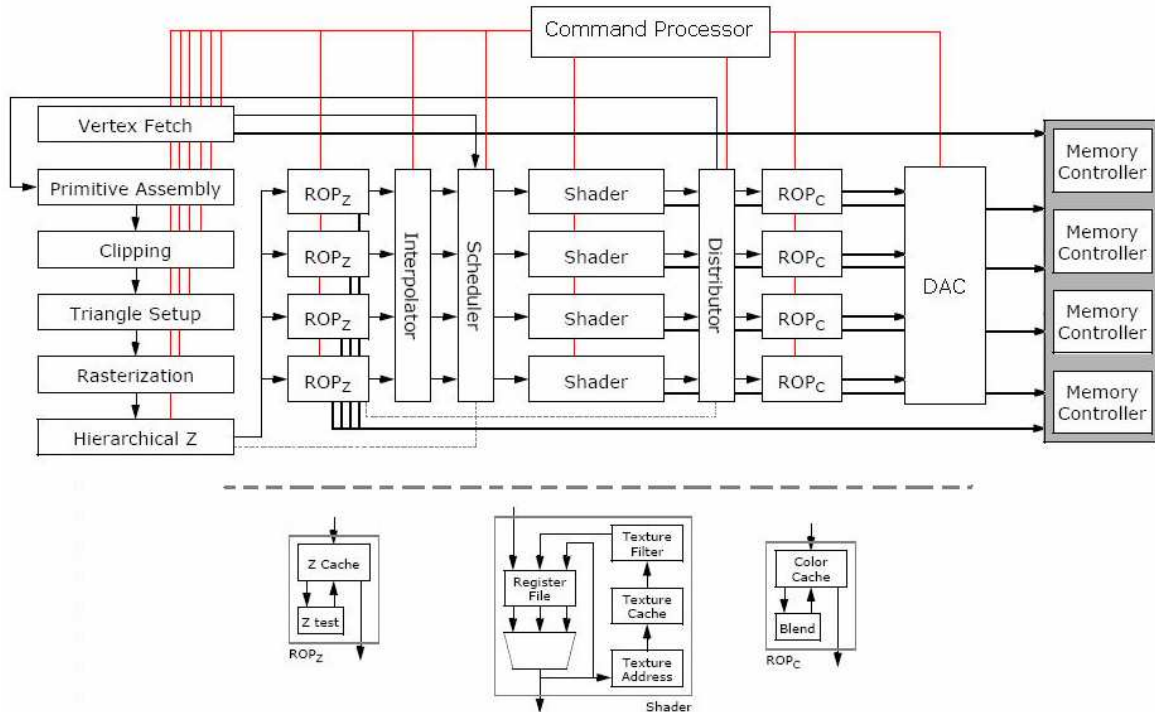 Command Processor
Vertex Fetch
Primitive Assembly
Clipping
Triangle Setup
Rasterization
Hierarchical Z
ROPZ
ROPZ
ROPZ
ROPZ
Interpolator
Scheduler
Shader
Shader
Shader
Shader
Distributor
ROPC
ROPC
ROPC
ROPC
DAC
Memory
Controller
Memory
Controller
Memory
Controller
Memory
Controller
Z Cache
Z test
ROPZ
Register
File
Texture
Filter
Texture
Cache
Texture
Address
Shader
Color
Cache
Blend
ROPC